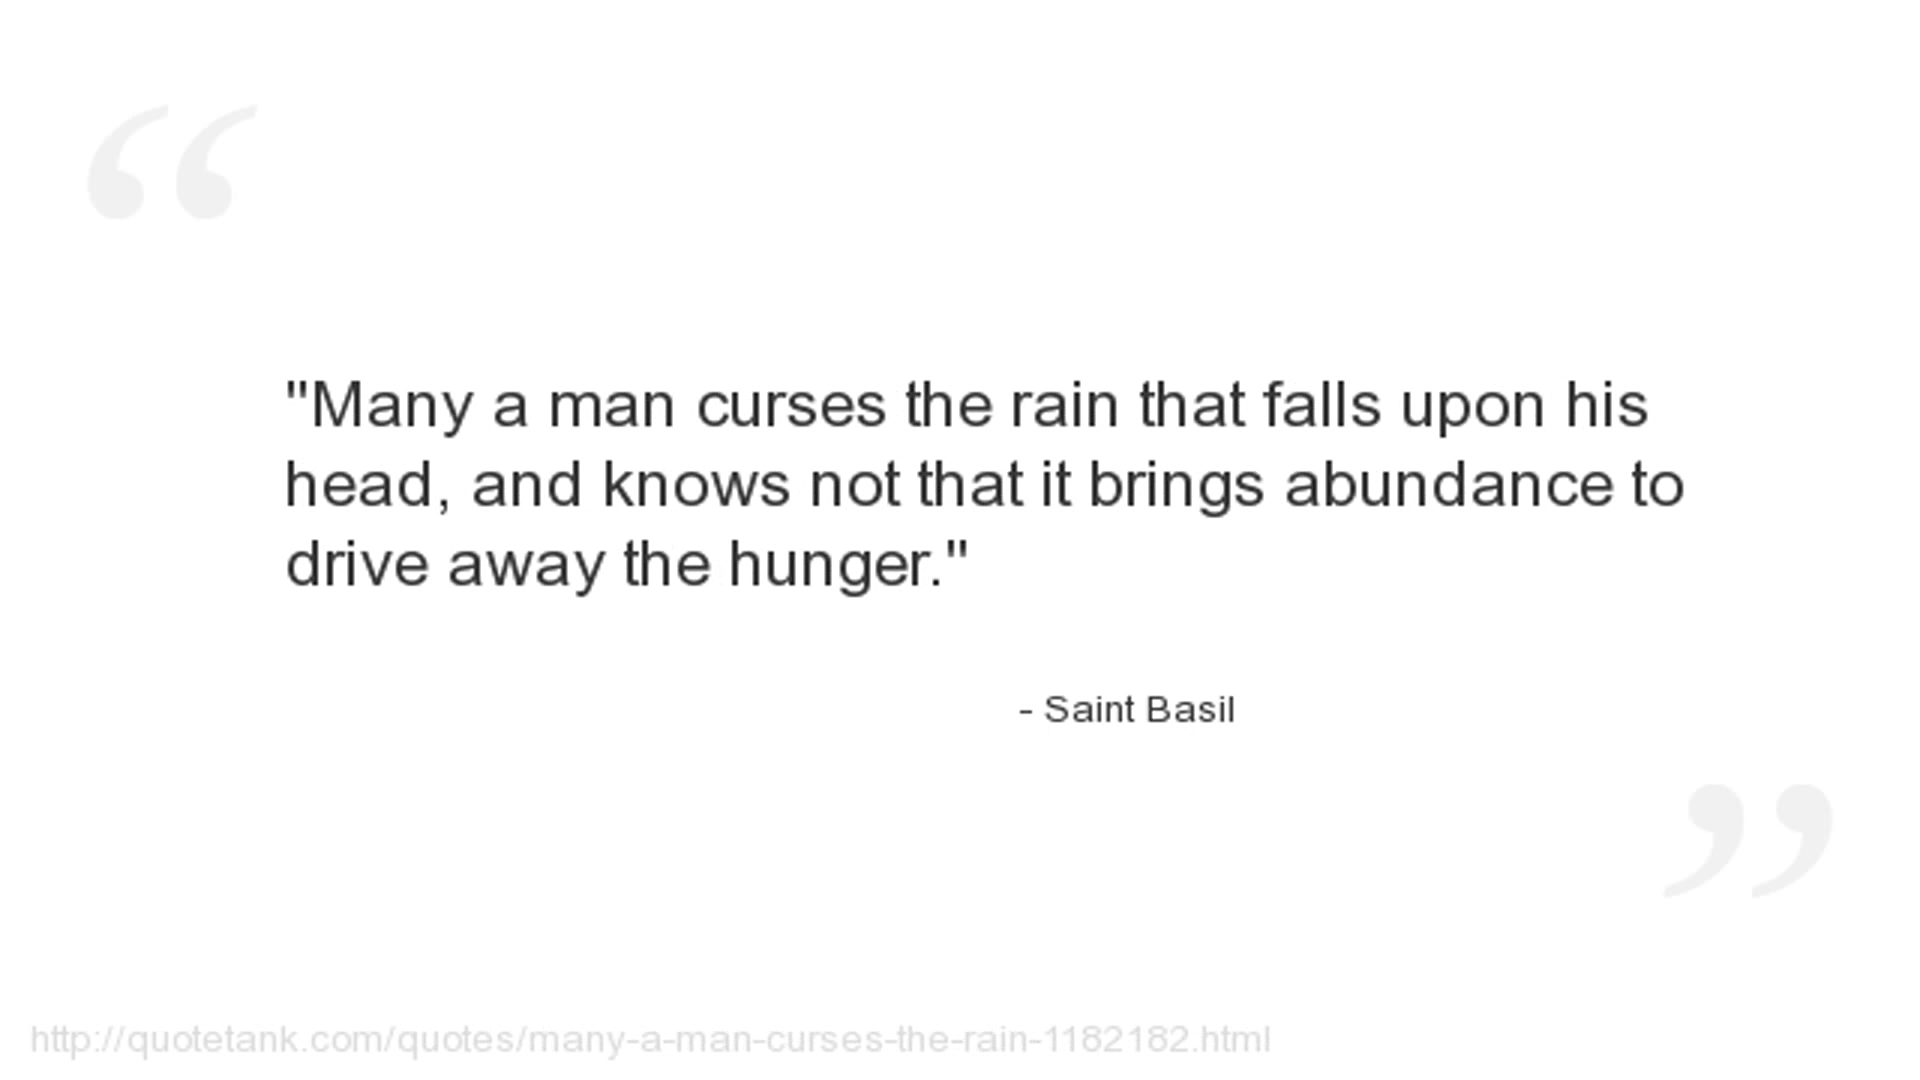 "Many a man curses the rain that falls upon his
head, and knows not that it brings abundance to
drive away the hunger."
- Saint Basil
http://quotetank.com/quotes/many-a-man-curses-the-rain-1182182.html